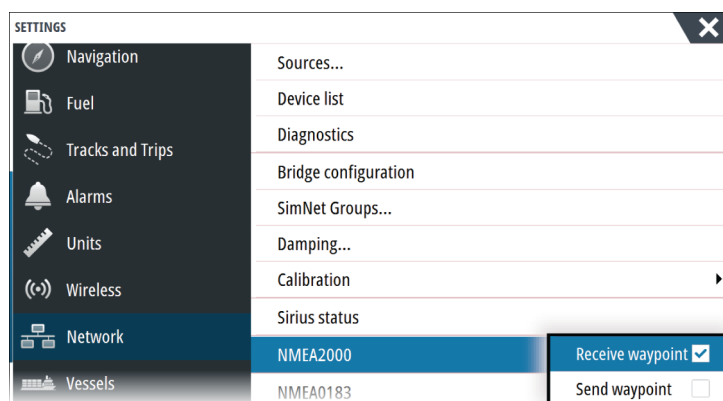 SETTINGS
Navigation
Fuel
Tracks and Trips
Alarms
Units
Wireless
Network
Vessels
Sources...
Device list
Diagnostics
Bridge configuration
SimNet Groups...
Damping...
Calibration
Sirius status
NMEA2000
NMEA0183
Receive waypoint
Send waypoint